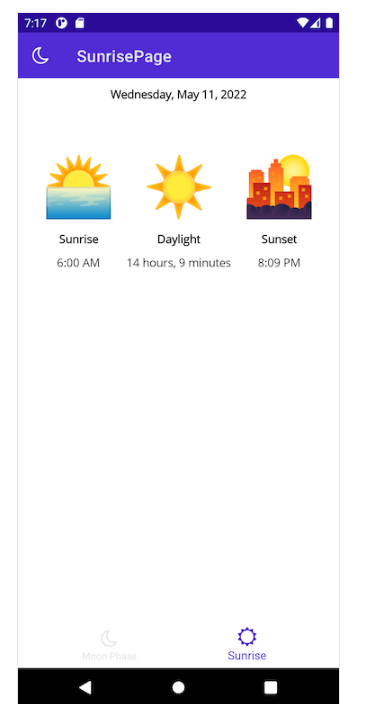 7:17
SunrisePage
Wednesday, May 11, 2022
Sunrise Daylight Sunset
6:00 AM 14 hours, 9 minutes 8:09 PM
Moon Phase Sunrise